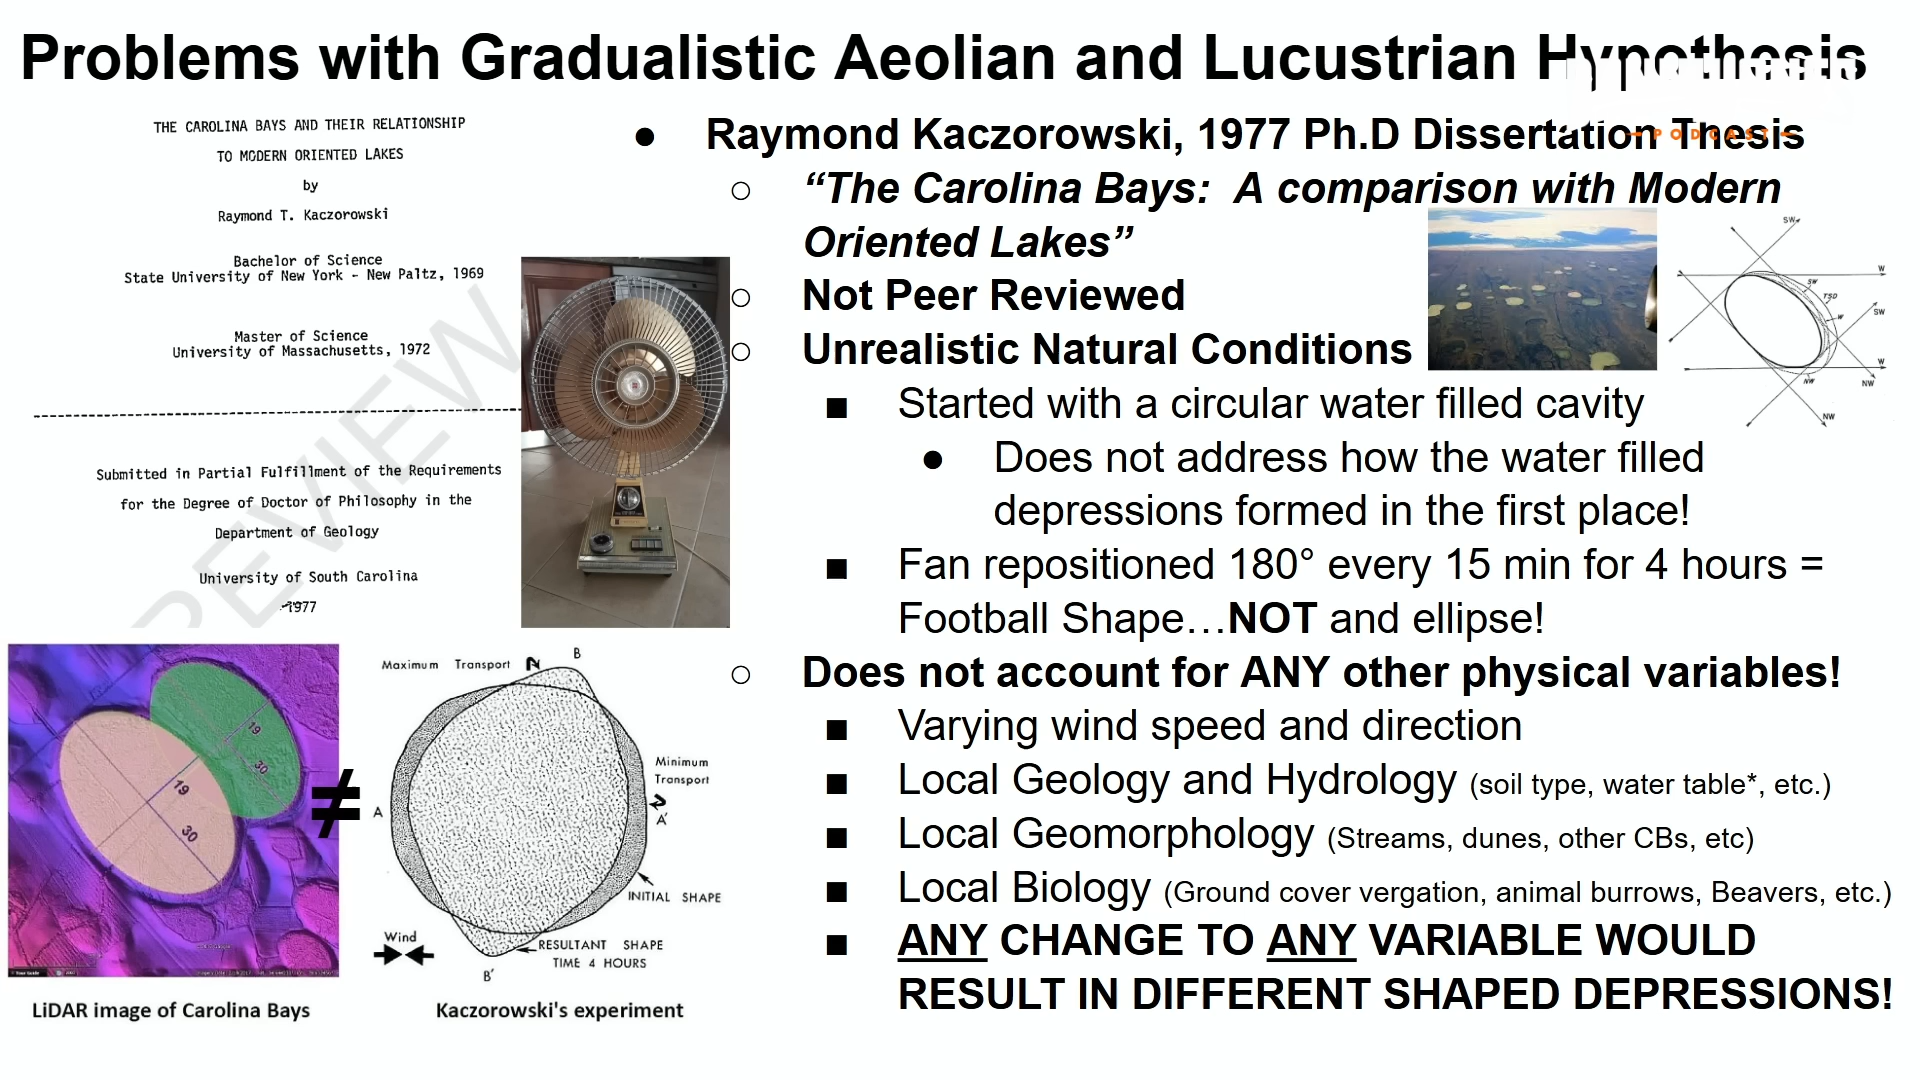 Problems with Gradualistic Aeolian and Lucustrian Hypothesis
THE CAROLINA BAYS AND THEIR RELATIONSHIP
TO MODERN ORIENTED LAKES
by
Raymond T. Kaczorowski
Bachelor of Science
State University of New York - New Paltz, 1969
Master of Science
University of Massachusetts, 1972
Submitted in Partial Fulfillment of the Requirements
for the Degree of Doctor of Philosophy in the
Department of Geology
University of South Carolina
1977
REVIEW
● Raymond Kaczorowski, 1977 Ph.D Dissertation Thesis
PODCAST
○ “The Carolina Bays: A comparison with Modern
Oriented Lakes”
○ Not Peer Reviewed
○ Unrealistic Natural Conditions
■ Started with a circular water filled cavity
● Does not address how the water filled
depressions formed in the first place!
■ Fan repositioned 180° every 15 min for 4 hours =
Football Shape…NOT and ellipse!
○ Does not account for ANY other physical variables!
■ Varying wind speed and direction
■ Local Geology and Hydrology (soil type, water table*, etc.)
■ Local Geomorphology (Streams, dunes, other CBs, etc)
■ Local Biology (Ground cover vergation, animal burrows, Beavers, etc.)
■ ANY CHANGE TO ANY VARIABLE WOULD
RESULT IN DIFFERENT SHAPED DEPRESSIONS!
SW
W
SW
TSD
W
SW
W
NW
NW
NW
19
30
19
30
≠
LiDAR image of Carolina Bays
Maximum Transport
B
Minimum
Transport
A
A'
INITIAL SHAPE
Wind
RESULTANT SHAPE
TIME 4 HOURS
B'
Kaczorowski's experiment